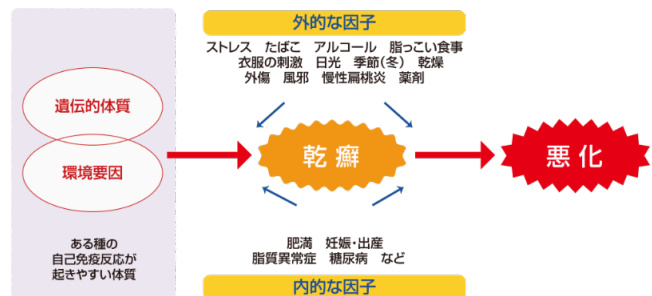 外的な因子
ストレス たばこ アルコール 脂っこい食事
衣服の刺激 日光 季節(冬) 乾燥
外傷 風邪 慢性扁桃炎 薬剤
遺伝的体質
環境要因
ある種の
自己免疫反応が
起きやすい体質
乾癬
悪化
肥満 妊娠・出産
脂質異常症 糖尿病 など
内的な因子